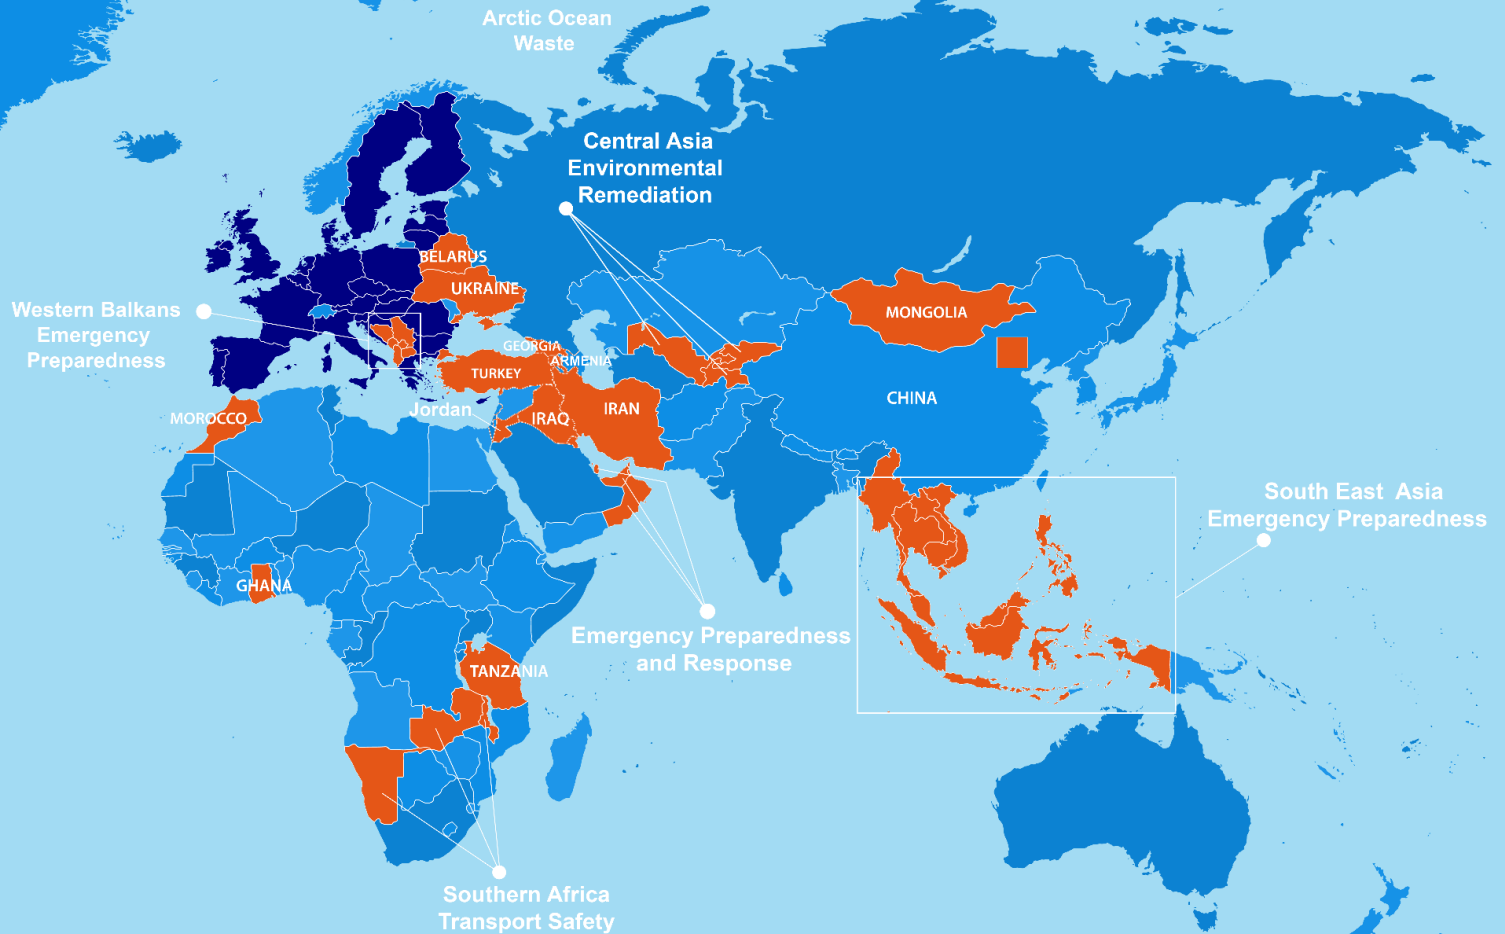 Arctic Ocean
Waste
Central Asia
Environmental
Remediation
BELARUS
UKRAINE
Western Balkans
Emergency
Preparedness
MONGOLIA
GEORGIA
ARMENIA
TURKEY
CHINA
Jordan
IRAQ
IRAN
MOROCCO
South East Asia
Emergency Preparedness
GHANA
Emergency Preparedness
and Response
TANZANIA
Southern Africa
Transport Safety